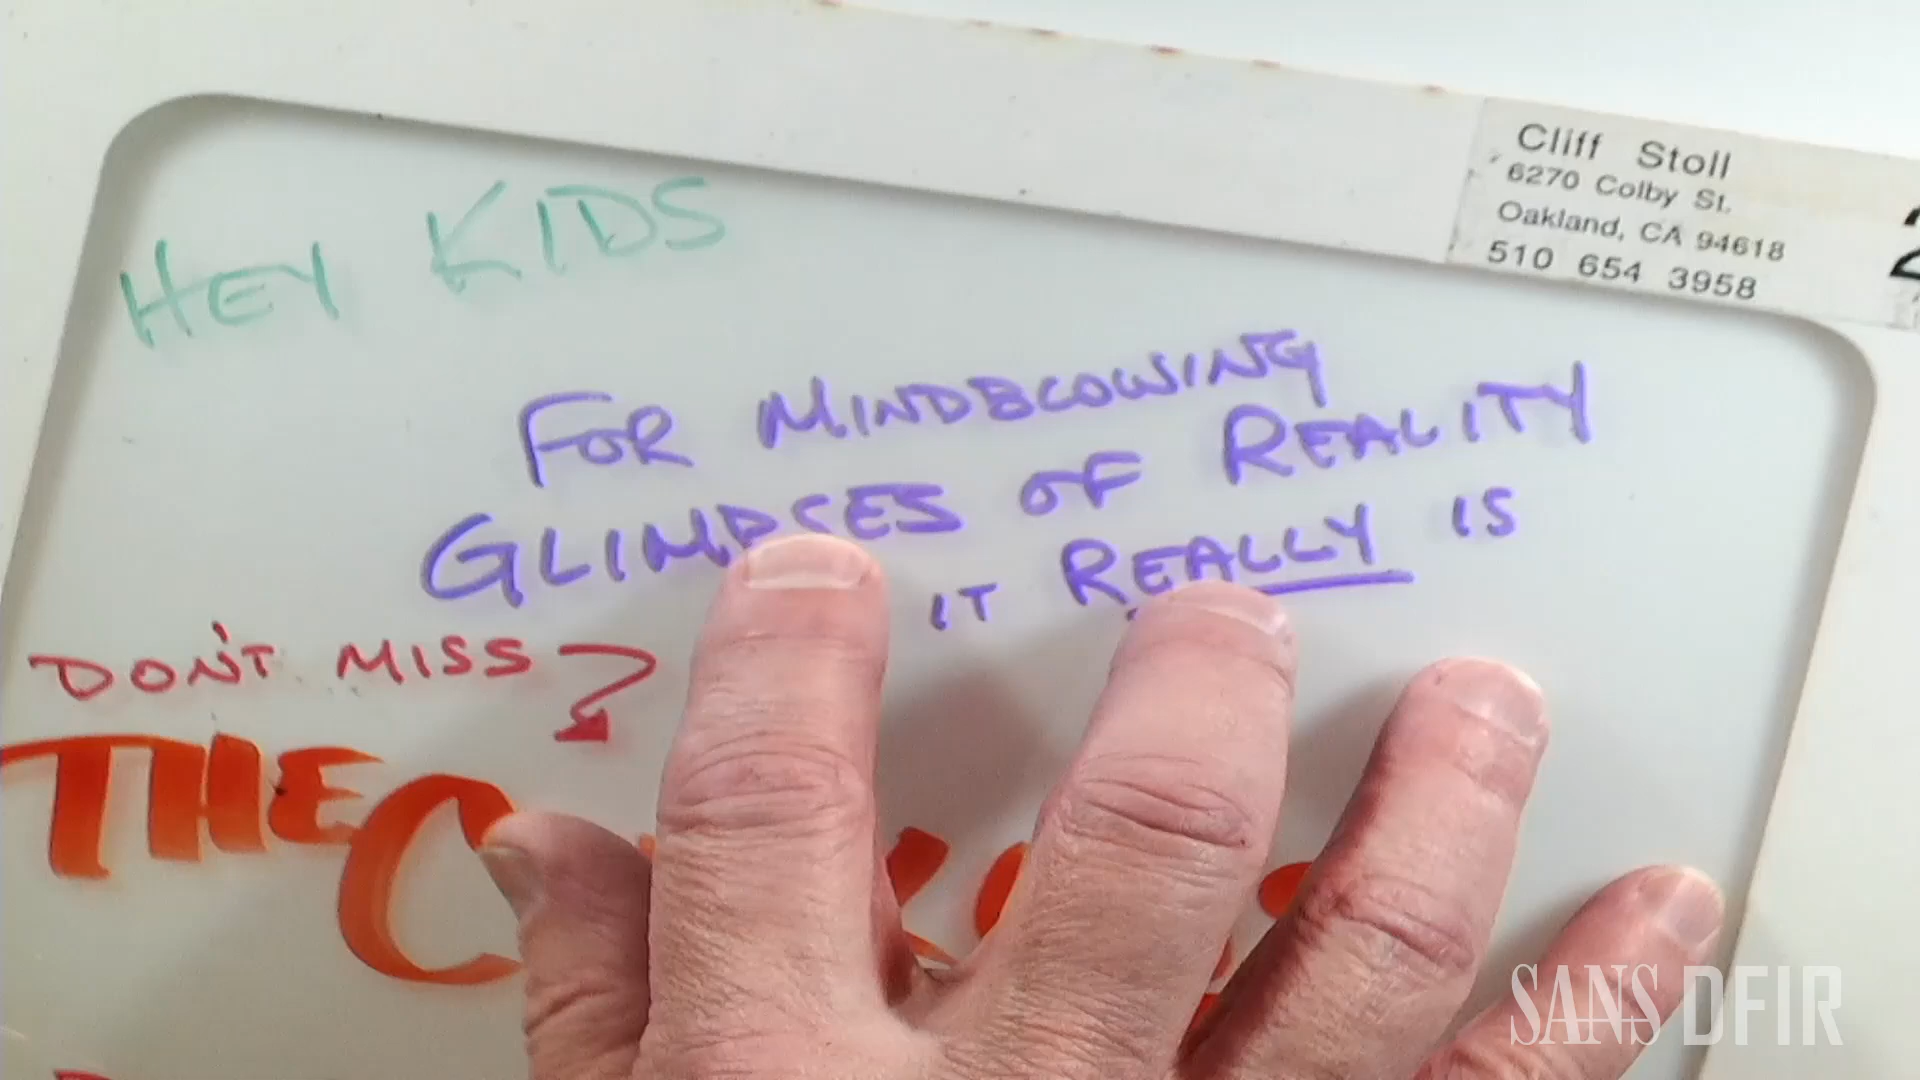 Cliff Stoll
6270 Colby St.
Oakland, CA 94618
510 654 3958
HEY KIDS
FOR MINDBLOWING
GLIMPSES OF REALITY
IT REALLY IS
DON'T MISS
THE
SANS DFIR